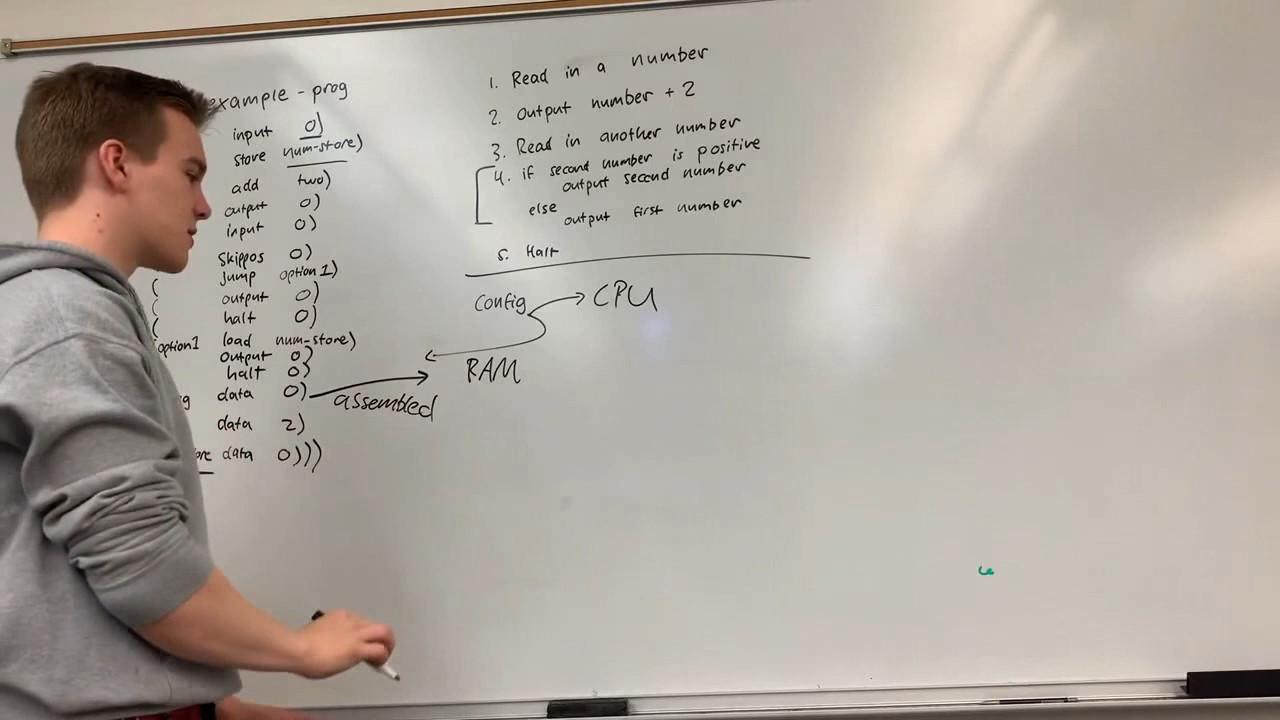 example - prog
input 0)
store num-store)
add two)
output 0)
input 0)
skippos 0)
jump option1)
(
output 0)
(
halt 0)
(
option1 load num-store)
output 0)
halt 0)
data 0)
data 2)
data 0)))
assembled
1. Read in a number
2. output number + 2
3. Read in another number
4. if second number is positive
output second number
else
output first number
5. Halt
Config
CPU
RAM